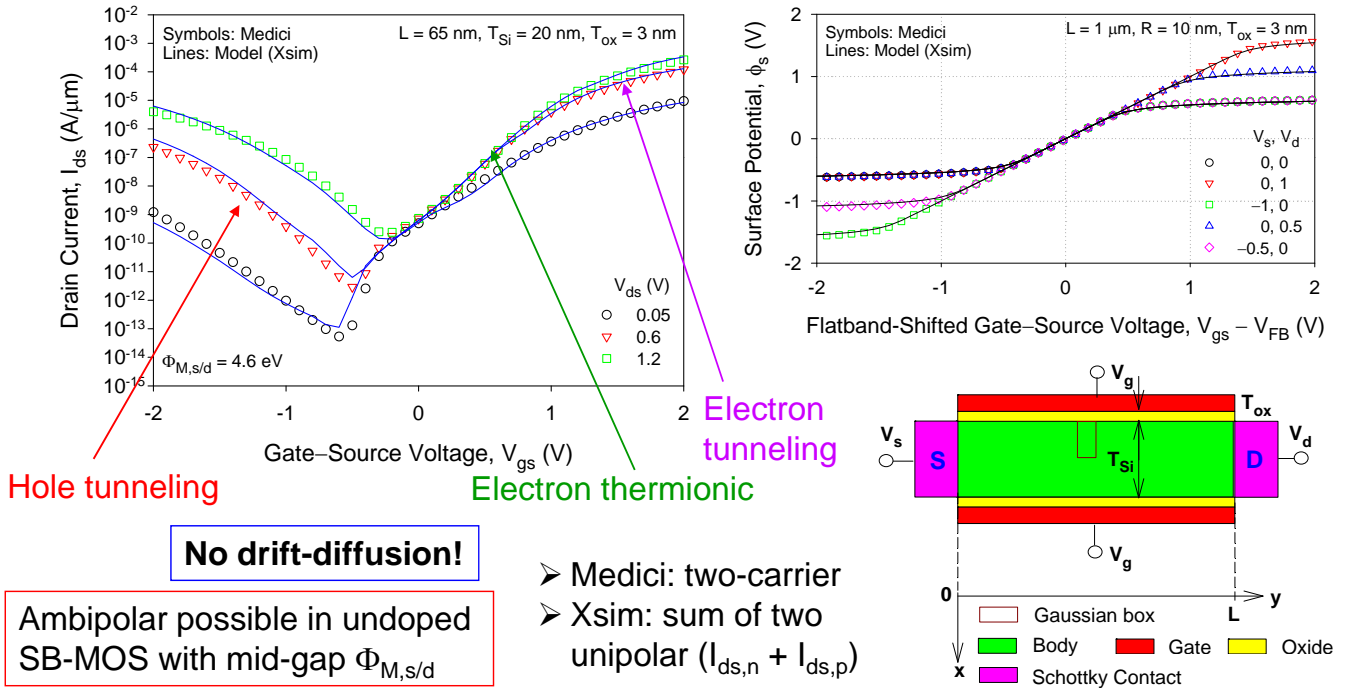 Symbols: Medici
Lines: Model (Xsim)
L = 65 nm, T_Si = 20 nm, T_ox = 3 nm
10^-2
10^-3
10^-4
10^-5
10^-6
10^-7
10^-8
10^-9
10^-10
10^-11
10^-12
10^-13
10^-14
10^-15
Drain Current, I_ds (A/μm)
V_ds (V)
0.05
0.6
1.2
Φ_M,s/d = 4.6 eV
-2
-1
0
1
2
Gate−Source Voltage, V_gs (V)
Hole tunneling
Electron thermionic
Electron
tunneling
Symbols: Medici
Lines: Model (Xsim)
L = 1 μm, R = 10 nm, T_ox = 3 nm
2
1
0
-1
-2
Surface Potential, ϕ_s (V)
V_s, V_d
0, 0
0, 1
−1, 0
0, 0.5
−0.5, 0
-2
-1
0
1
2
Flatband-Shifted Gate−Source Voltage, V_gs − V_FB (V)
V_g
T_ox
V_s
S
T_Si
D
V_d
V_g
0
L
y
x
Gaussian box
Body
Gate
Oxide
Schottky Contact
No drift-diffusion!
Ambipolar possible in undoped
SB-MOS with mid-gap Φ_M,s/d
➢ Medici: two-carrier
➢ Xsim: sum of two
unipolar (I_ds,n + I_ds,p)